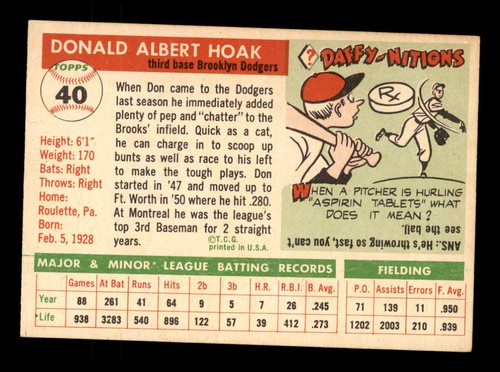 DONALD ALBERT HOAK
third base Brooklyn Dodgers
TOPPS
40
Height: 6'1"
Weight: 170
Bats: Right
Throws: Right
Home:
Roulette, Pa.
Born:
Feb. 5, 1928
When Don came to the Dodgers
last season he immediately added
plenty of pep and "chatter" to the
Brooks' infield. Quick as a cat,
he can charge in to scoop up
bunts as well as race to his left
to make the tough plays. Don
started in '47 and moved up to
Ft. Worth in '50 where he hit .280.
At Montreal he was the league's
top 3rd Baseman for 2 straight
years.
©T.C.G.
printed in U.S.A.
? DAFFY-NITIONS
Rx
WHEN A PITCHER IS HURLING
"ASPIRIN TABLETS" WHAT
DOES IT MEAN?
ANS.: He's throwing so fast, you can't
see the ball.
MAJOR & MINOR LEAGUE BATTING RECORDS FIELDING
Games At Bat Runs Hits 2b 3b H.R. R.B.I. B. Avg. P.O. Assists Errors F. Avg.
Year 88 261 41 64 9 5 7 26 .245 71 139 11 .950
*Life 938 3283 540 896 122 57 39 412 .273 1202 2003 210 .939